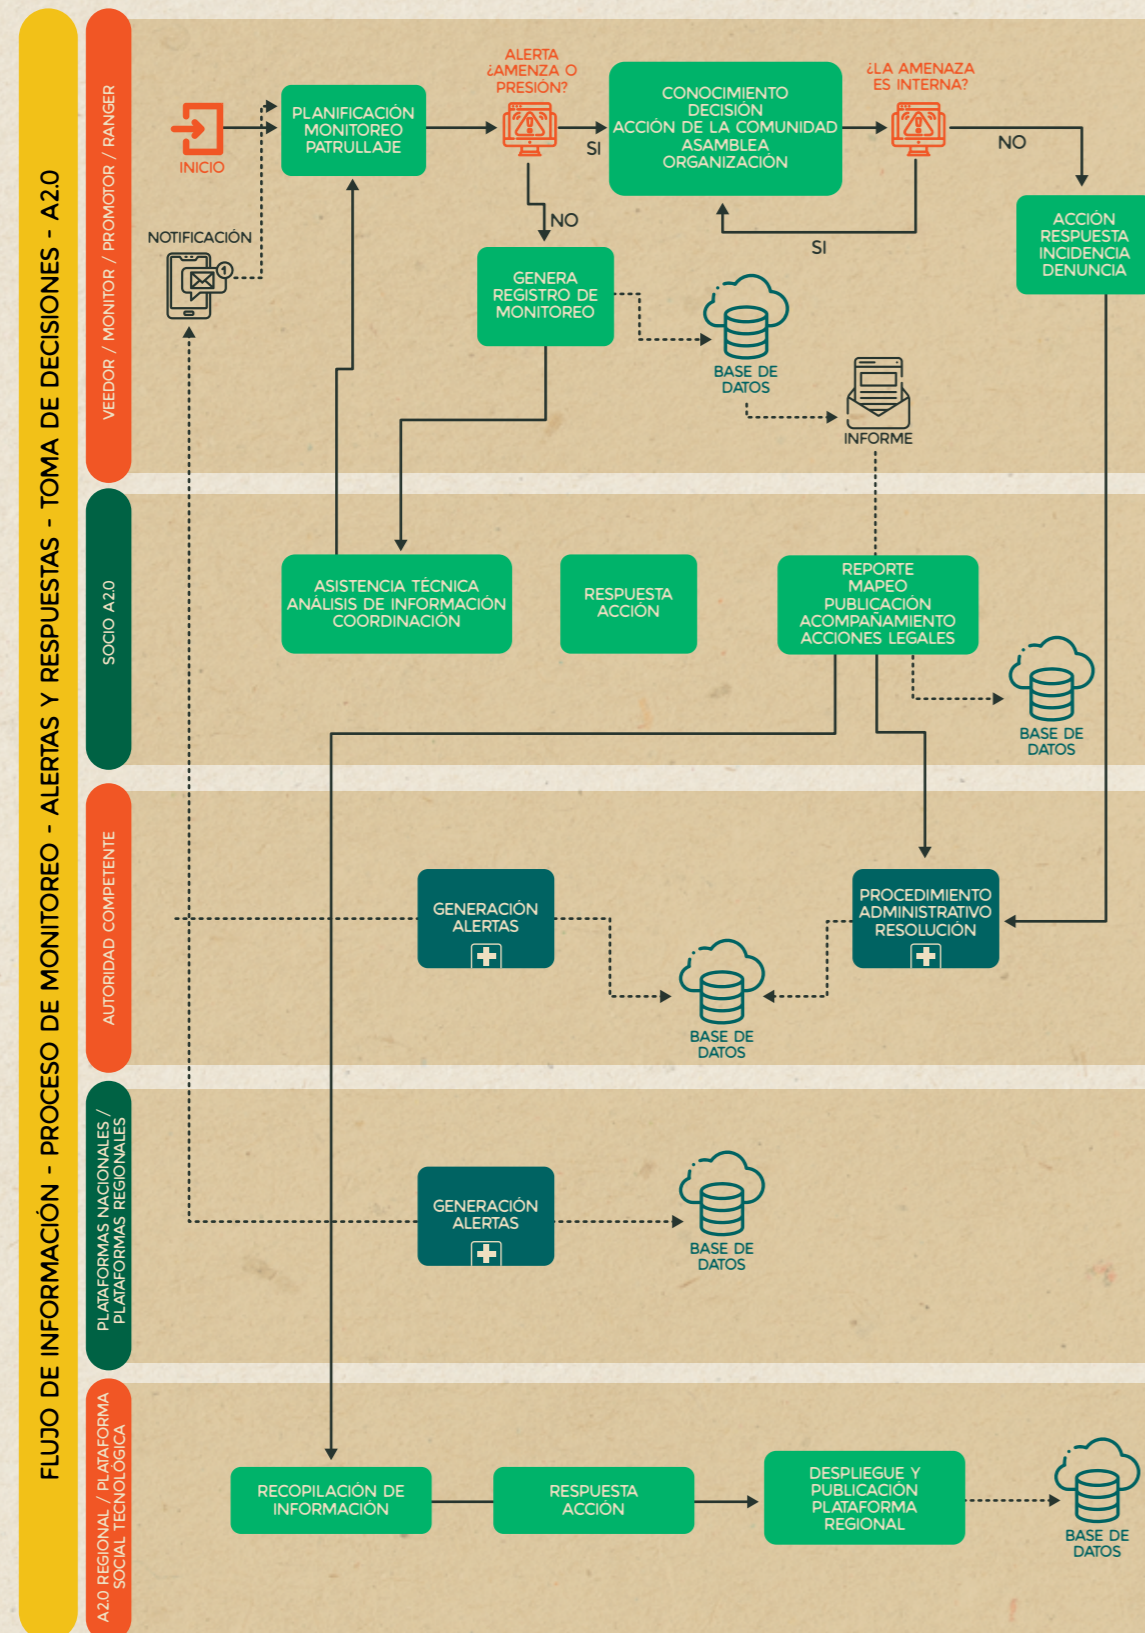 FLUJO DE INFORMACIÓN - PROCESO DE MONITOREO - ALERTAS Y RESPUESTAS - TOMA DE DECISIONES - A2.0
VEEDOR / MONITOR / PROMOTOR / RANGER
INICIO
PLANIFICACIÓN
MONITOREO
PATRULLAJE
ALERTA
¿AMENZA O
PRESIÓN?
SI
CONOCIMIENTO
DECISIÓN
ACCIÓN DE LA COMUNIDAD
ASAMBLEA
ORGANIZACIÓN
¿LA AMENAZA
ES INTERNA?
NO
SI
ACCIÓN
RESPUESTA
INCIDENCIA
DENUNCIA
NOTIFICACIÓN
1
NO
GENERA
REGISTRO DE
MONITOREO
BASE DE
DATOS
INFORME
SOCIO A2.0
ASISTENCIA TÉCNICA
ANÁLISIS DE INFORMACIÓN
COORDINACIÓN
RESPUESTA
ACCIÓN
REPORTE
MAPEO
PUBLICACIÓN
ACOMPAÑAMIENTO
ACCIONES LEGALES
BASE DE
DATOS
AUTORIDAD COMPETENTE
GENERACIÓN
ALERTAS
BASE DE
DATOS
PROCEDIMIENTO
ADMINISTRATIVO
RESOLUCIÓN
PLATAFORMAS NACIONALES /
PLATAFORMAS REGIONALES
GENERACIÓN
ALERTAS
BASE DE
DATOS
A2.0 REGIONAL / PLATAFORMA
SOCIAL TECNOLÓGICA
RECOPILACIÓN DE
INFORMACIÓN
RESPUESTA
ACCIÓN
DESPLIEGUE Y
PUBLICACIÓN
PLATAFORMA
REGIONAL
BASE DE
DATOS